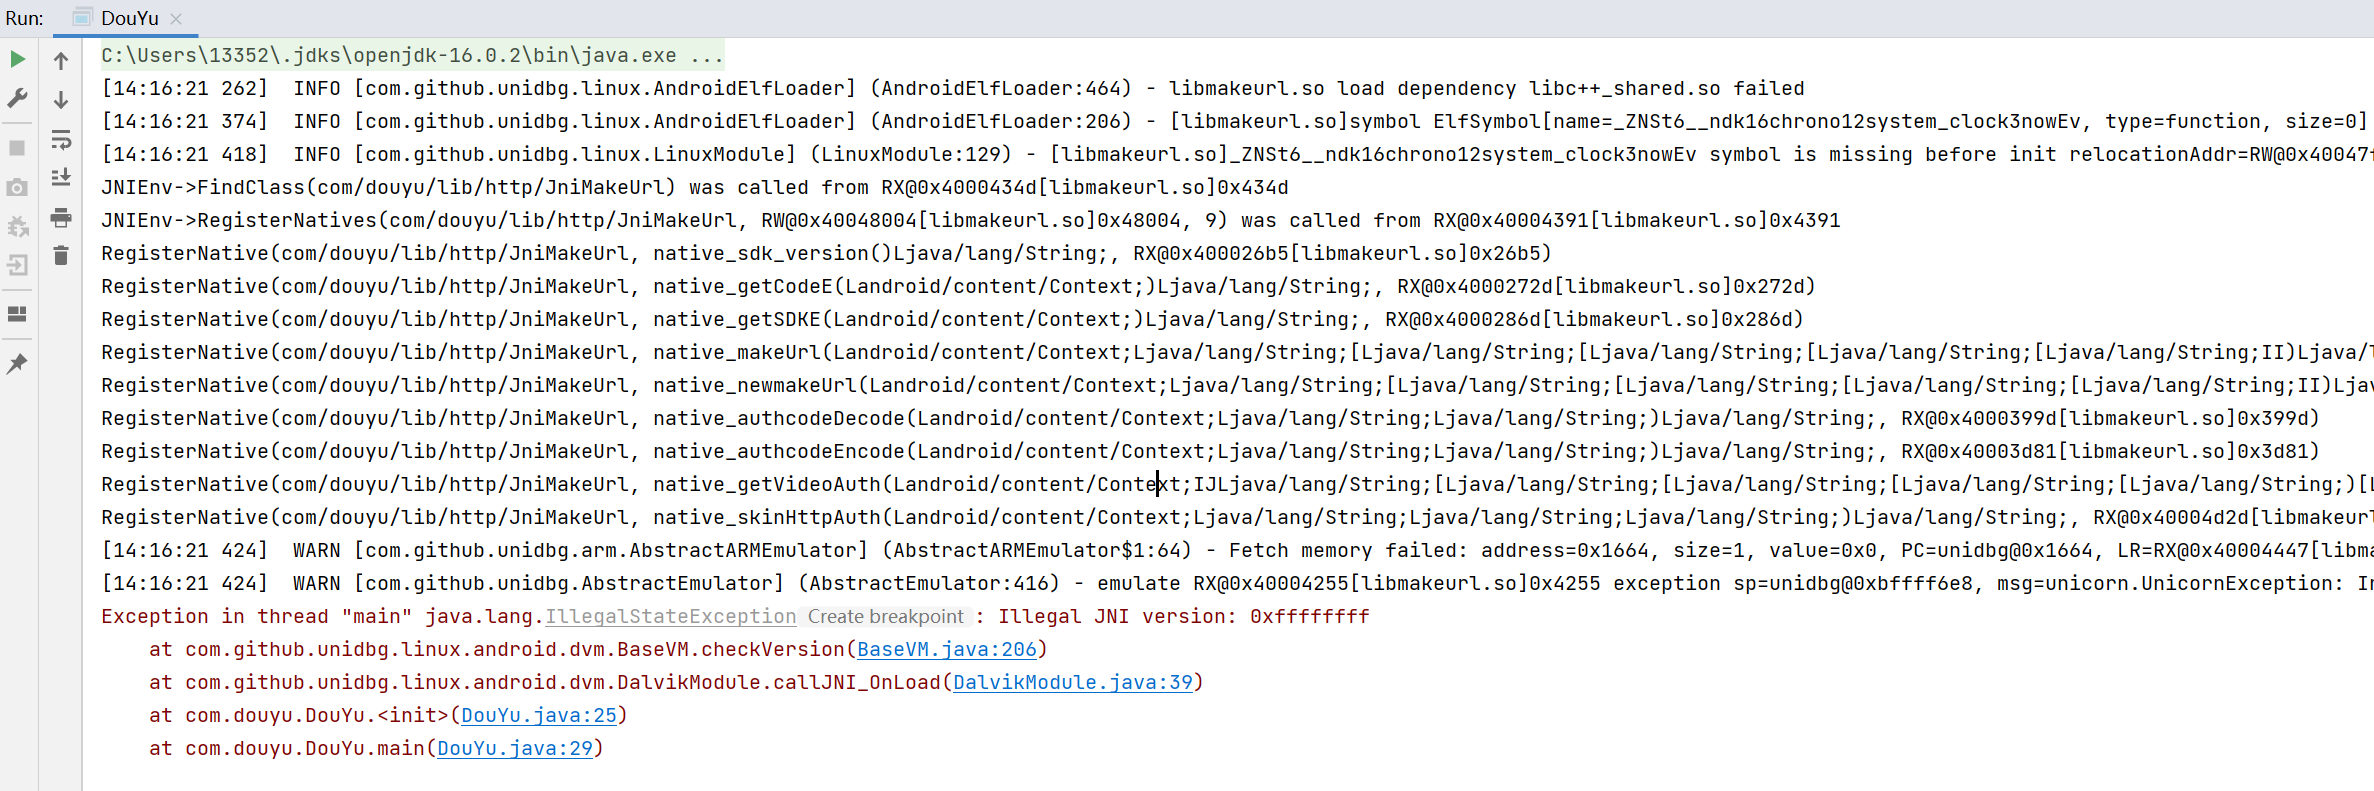 Run: DouYu
C:\Users\13352\.jdks\openjdk-16.0.2\bin\java.exe ...
[14:16:21 262]  INFO [com.github.unidbg.linux.AndroidElfLoader] (AndroidElfLoader:464) - libmakeurl.so load dependency libc++_shared.so failed
[14:16:21 374]  INFO [com.github.unidbg.linux.AndroidElfLoader] (AndroidElfLoader:206) - [libmakeurl.so]symbol ElfSymbol[name=_ZNSt6__ndk16chrono12system_clock3nowEv, type=function, size=0]
[14:16:21 418]  INFO [com.github.unidbg.linux.LinuxModule] (LinuxModule:129) - [libmakeurl.so]_ZNSt6__ndk16chrono12system_clock3nowEv symbol is missing before init relocationAddr=RW@0x40047f
JNIEnv->FindClass(com/douyu/lib/http/JniMakeUrl) was called from RX@0x4000434d[libmakeurl.so]0x434d
JNIEnv->RegisterNatives(com/douyu/lib/http/JniMakeUrl, RW@0x40048004[libmakeurl.so]0x48004, 9) was called from RX@0x40004391[libmakeurl.so]0x4391
RegisterNative(com/douyu/lib/http/JniMakeUrl, native_sdk_version()Ljava/lang/String;, RX@0x400026b5[libmakeurl.so]0x26b5)
RegisterNative(com/douyu/lib/http/JniMakeUrl, native_getCodeE(Landroid/content/Context;)Ljava/lang/String;, RX@0x4000272d[libmakeurl.so]0x272d)
RegisterNative(com/douyu/lib/http/JniMakeUrl, native_getSDKE(Landroid/content/Context;)Ljava/lang/String;, RX@0x4000286d[libmakeurl.so]0x286d)
RegisterNative(com/douyu/lib/http/JniMakeUrl, native_makeUrl(Landroid/content/Context;Ljava/lang/String;[Ljava/lang/String;[Ljava/lang/String;[Ljava/lang/String;[Ljava/lang/String;II)Ljava/l
RegisterNative(com/douyu/lib/http/JniMakeUrl, native_newmakeUrl(Landroid/content/Context;Ljava/lang/String;[Ljava/lang/String;[Ljava/lang/String;[Ljava/lang/String;[Ljava/lang/String;II)Ljav
RegisterNative(com/douyu/lib/http/JniMakeUrl, native_authcodeDecode(Landroid/content/Context;Ljava/lang/String;Ljava/lang/String;)Ljava/lang/String;, RX@0x4000399d[libmakeurl.so]0x399d)
RegisterNative(com/douyu/lib/http/JniMakeUrl, native_authcodeEncode(Landroid/content/Context;Ljava/lang/String;Ljava/lang/String;)Ljava/lang/String;, RX@0x40003d81[libmakeurl.so]0x3d81)
RegisterNative(com/douyu/lib/http/JniMakeUrl, native_getVideoAuth(Landroid/content/Context;IJLjava/lang/String;[Ljava/lang/String;[Ljava/lang/String;[Ljava/lang/String;[Ljava/lang/String;)[L
RegisterNative(com/douyu/lib/http/JniMakeUrl, native_skinHttpAuth(Landroid/content/Context;Ljava/lang/String;Ljava/lang/String;Ljava/lang/String;)Ljava/lang/String;, RX@0x40004d2d[libmakeurl
[14:16:21 424]  WARN [com.github.unidbg.arm.AbstractARMEmulator] (AbstractARMEmulator$1:64) - Fetch memory failed: address=0x1664, size=1, value=0x0, PC=unidbg@0x1664, LR=RX@0x40004447[libma
[14:16:21 424]  WARN [com.github.unidbg.AbstractEmulator] (AbstractEmulator:416) - emulate RX@0x40004255[libmakeurl.so]0x4255 exception sp=unidbg@0xbffff6e8, msg=unicorn.UnicornException: In
Exception in thread "main" java.lang.IllegalStateException Create breakpoint : Illegal JNI version: 0xffffffff
    at com.github.unidbg.linux.android.dvm.BaseVM.checkVersion(BaseVM.java:206)
    at com.github.unidbg.linux.android.dvm.DalvikModule.callJNI_OnLoad(DalvikModule.java:39)
    at com.douyu.DouYu.<init>(DouYu.java:25)
    at com.douyu.DouYu.main(DouYu.java:29)